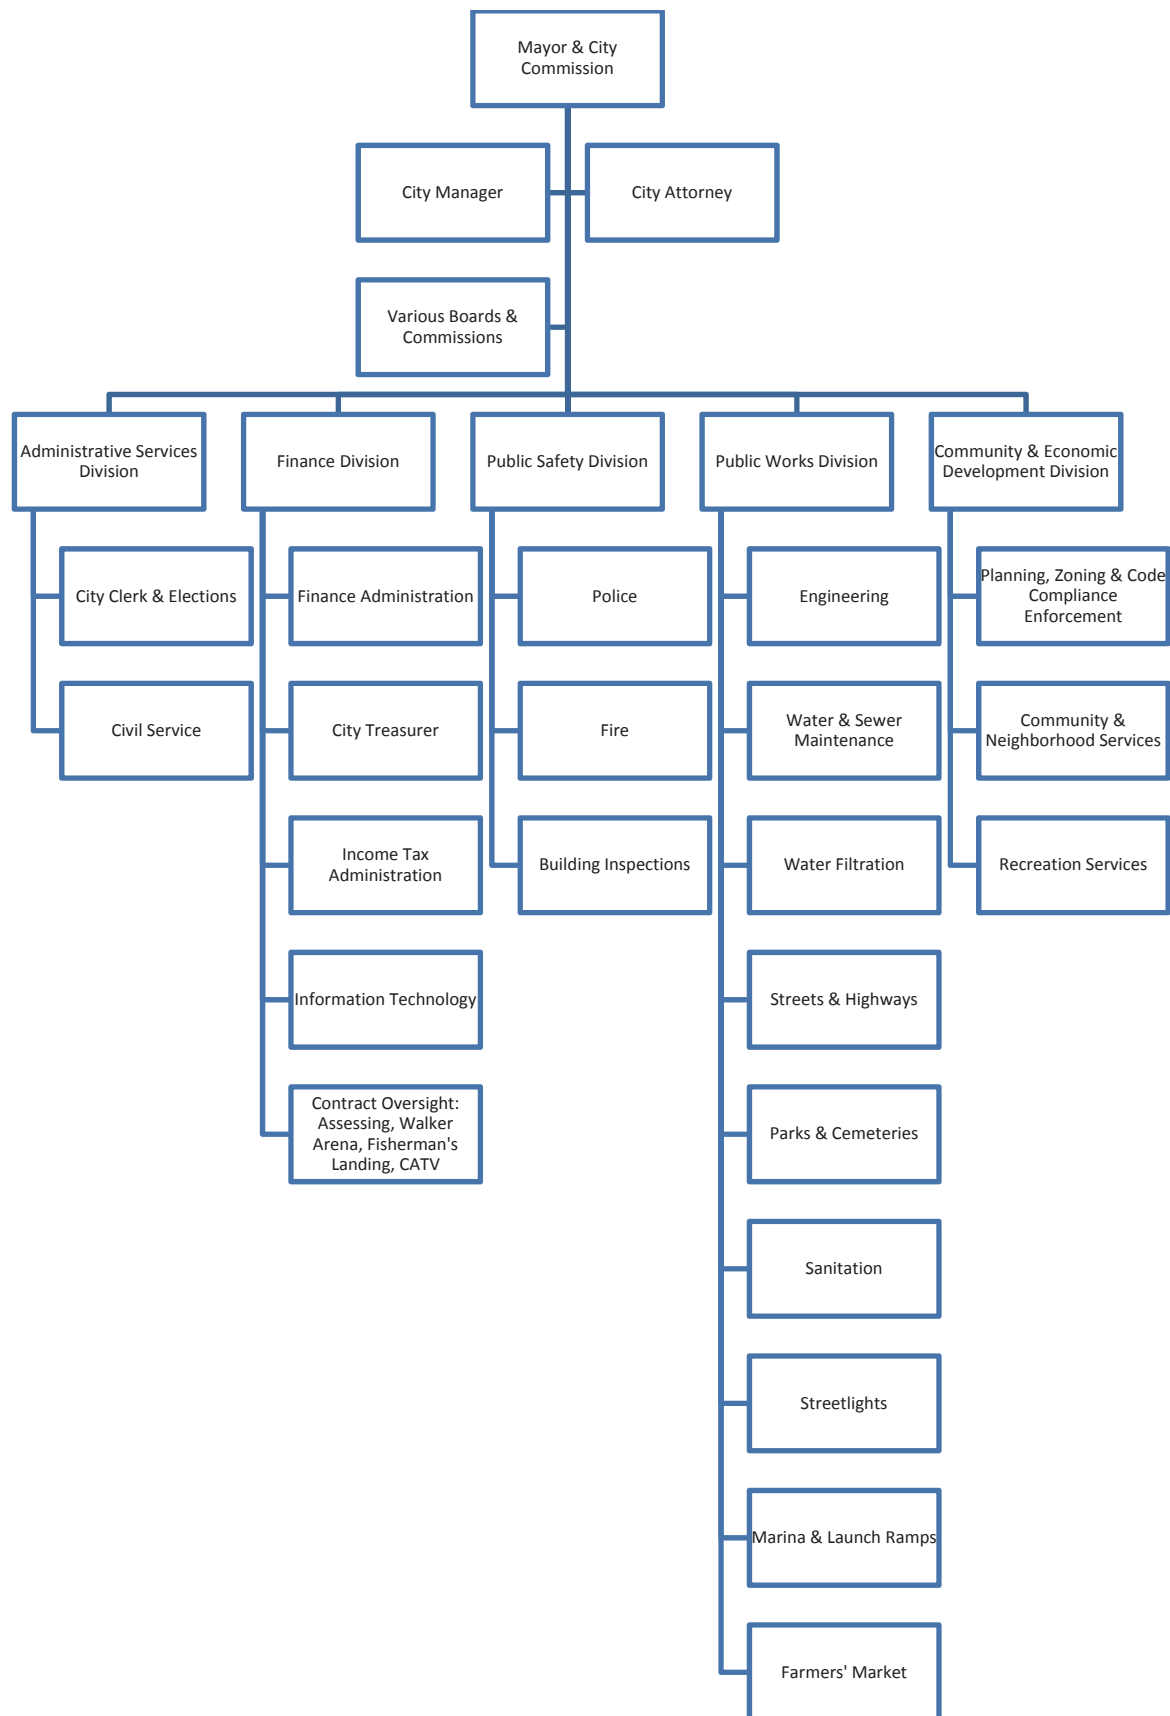 Mayor & City
Commission
City Manager
City Attorney
Various Boards &
Commissions
Administrative Services
Division
Finance Division
Public Safety Division
Public Works Division
Community & Economic
Development Division
City Clerk & Elections
Civil Service
Finance Administration
City Treasurer
Income Tax
Administration
Information Technology
Contract Oversight:
Assessing, Walker
Arena, Fisherman's
Landing, CATV
Police
Fire
Building Inspections
Engineering
Water & Sewer
Maintenance
Water Filtration
Streets & Highways
Parks & Cemeteries
Sanitation
Streetlights
Marina & Launch Ramps
Farmers' Market
Planning, Zoning & Code
Compliance
Enforcement
Community &
Neighborhood Services
Recreation Services